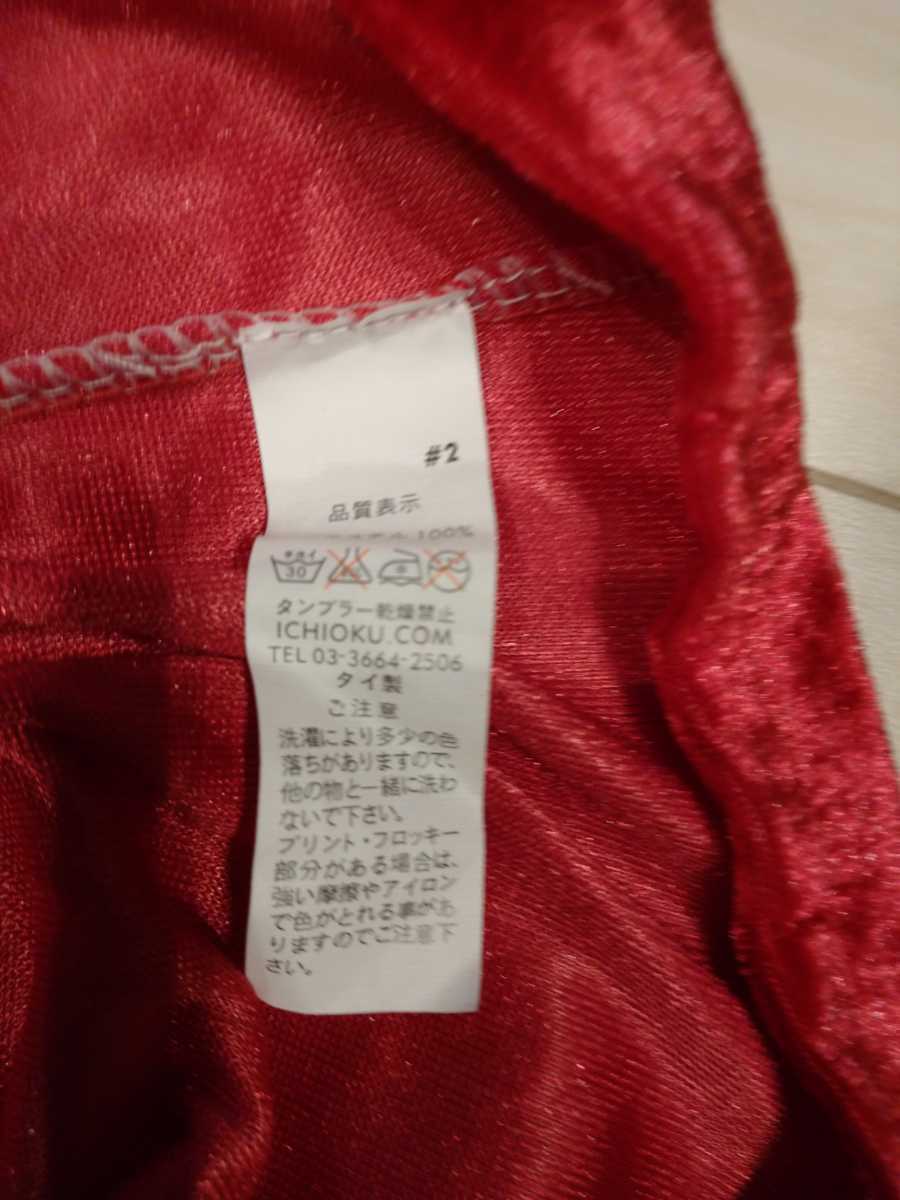 #2
品質表示
100%
30
タンブラー乾燥禁止
ICHIOKU.COM
TEL 03-3664-2506
タイ製
ご注意
洗濯により多少の色
落ちがありますので、
他の物と一緒に洗わ
ないで下さい。
プリント・フロッキー
部分がある場合は、
強い摩擦やアイロン
で色がとれる事があ
りますのでご注意下
さい。